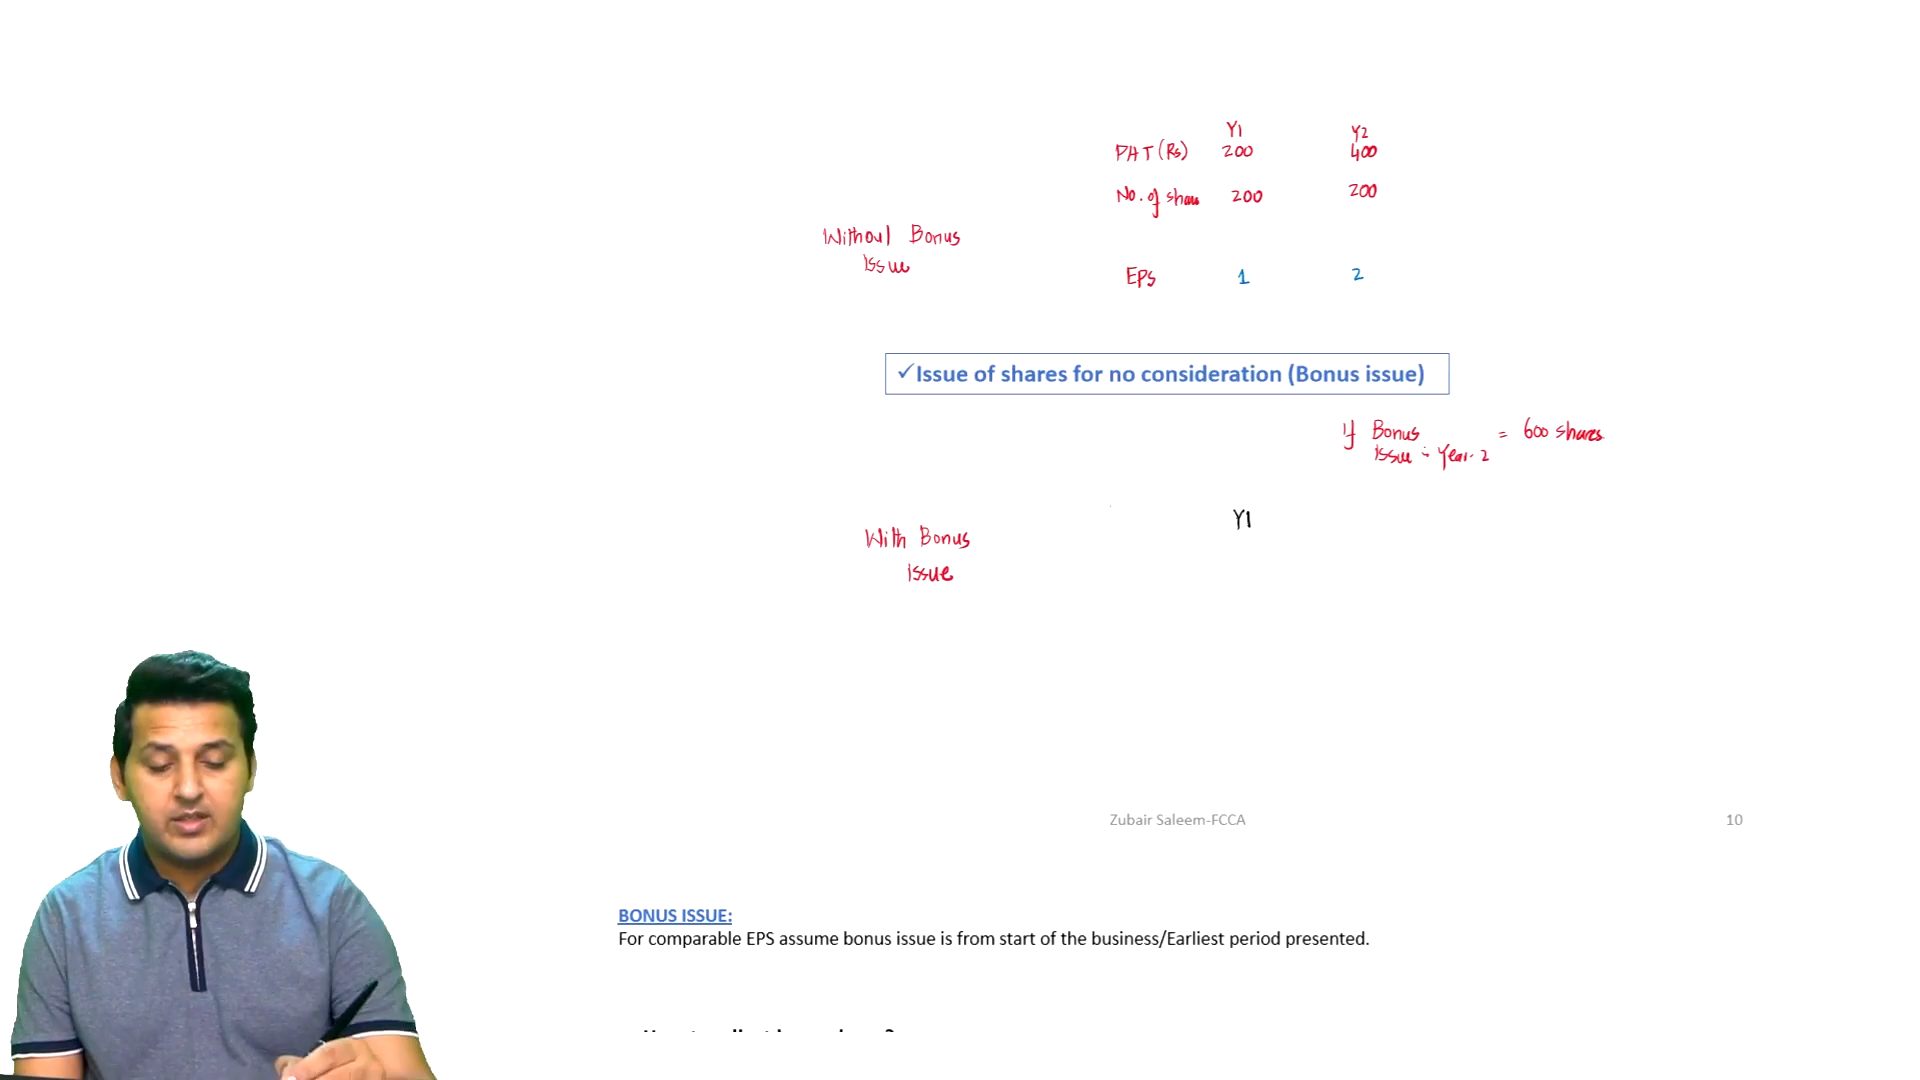 Y1 Y2
PAT (Rs) 200 400
No. of share 200 200
Without Bonus
Issue
EPS 1 2
✓Issue of shares for no consideration (Bonus issue)
If Bonus = 600 shares
Issue : Year-2
Y1
With Bonus
issue
Zubair Saleem-FCCA
10
BONUS ISSUE:
For comparable EPS assume bonus issue is from start of the business/Earliest period presented.